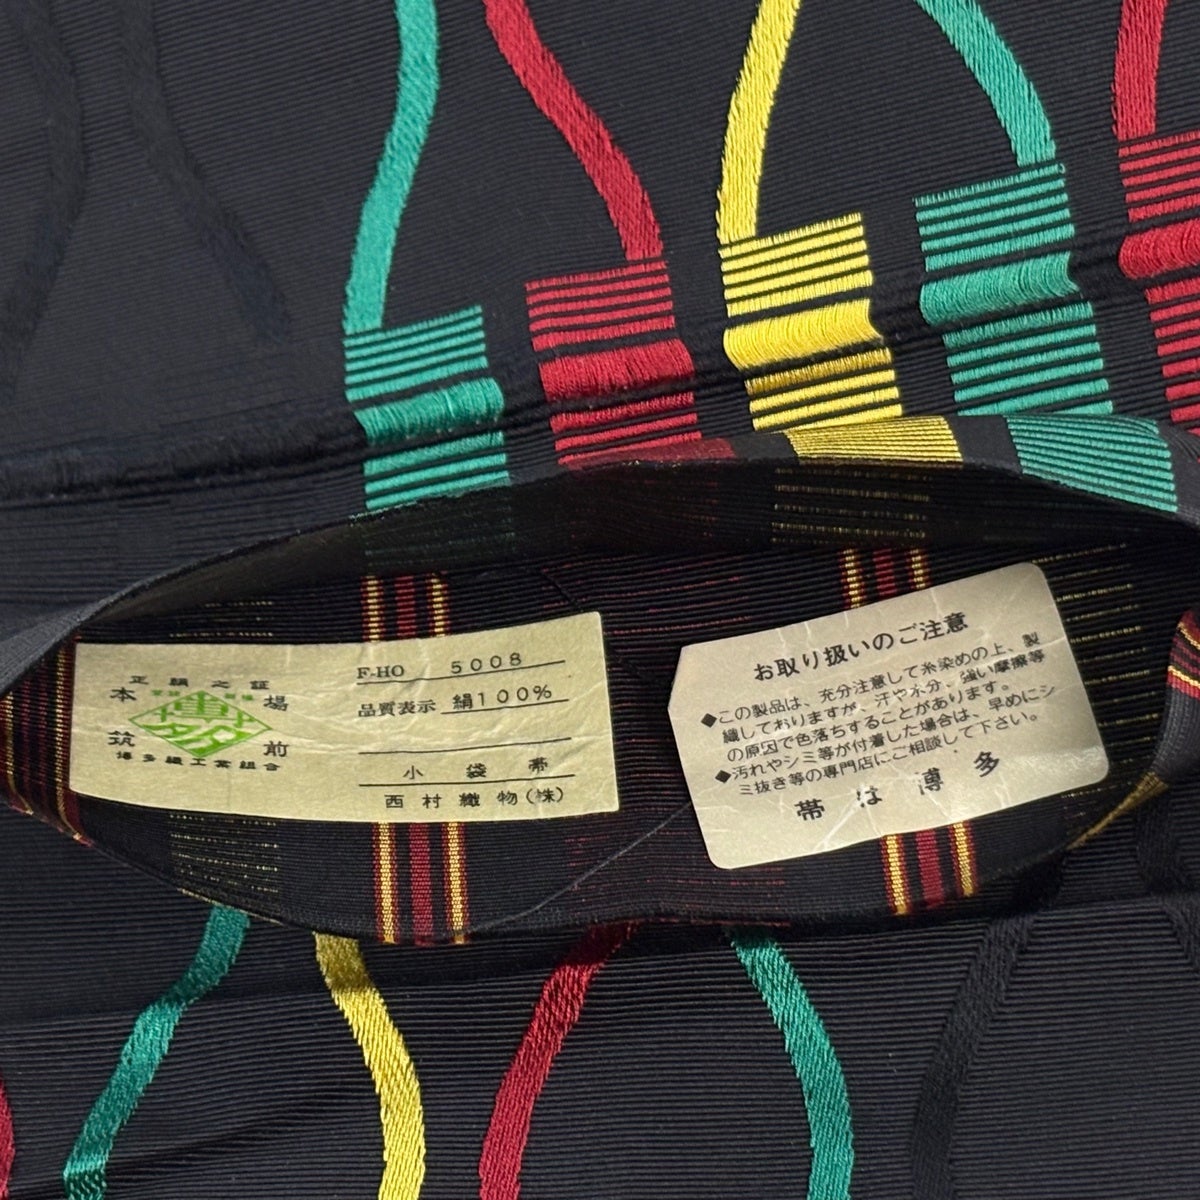 正絹之証
本場
筑前
博多織工業組合
F-HO 5008
品質表示 絹100%
小袋帯
西村織物(株)
お取り扱いのご注意
◆この製品は、充分注意して糸染めの上、製
織しておりますが、汗や水分、強い摩擦等
の原因で色落ちすることがあります。
◆汚れやシミ等が付着した場合は、早めにシ
ミ抜き等の専門店にご相談して下さい。
帯は博多